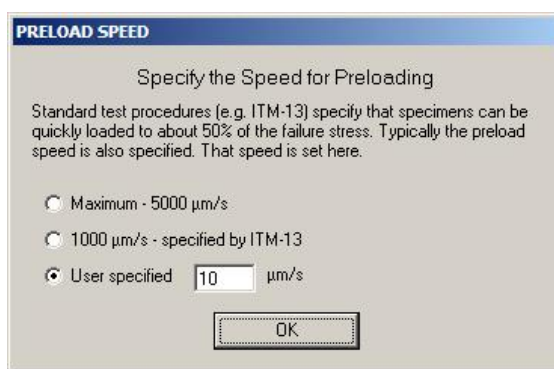 PRELOAD SPEED
Specify the Speed for Preloading
Standard test procedures (e.g. ITM-13) specify that specimens can be
quickly loaded to about 50% of the failure stress. Typically the preload
speed is also specified. That speed is set here.
Maximum - 5000 µm/s
1000 µm/s - specified by ITM-13
User specified 10 µm/s
OK